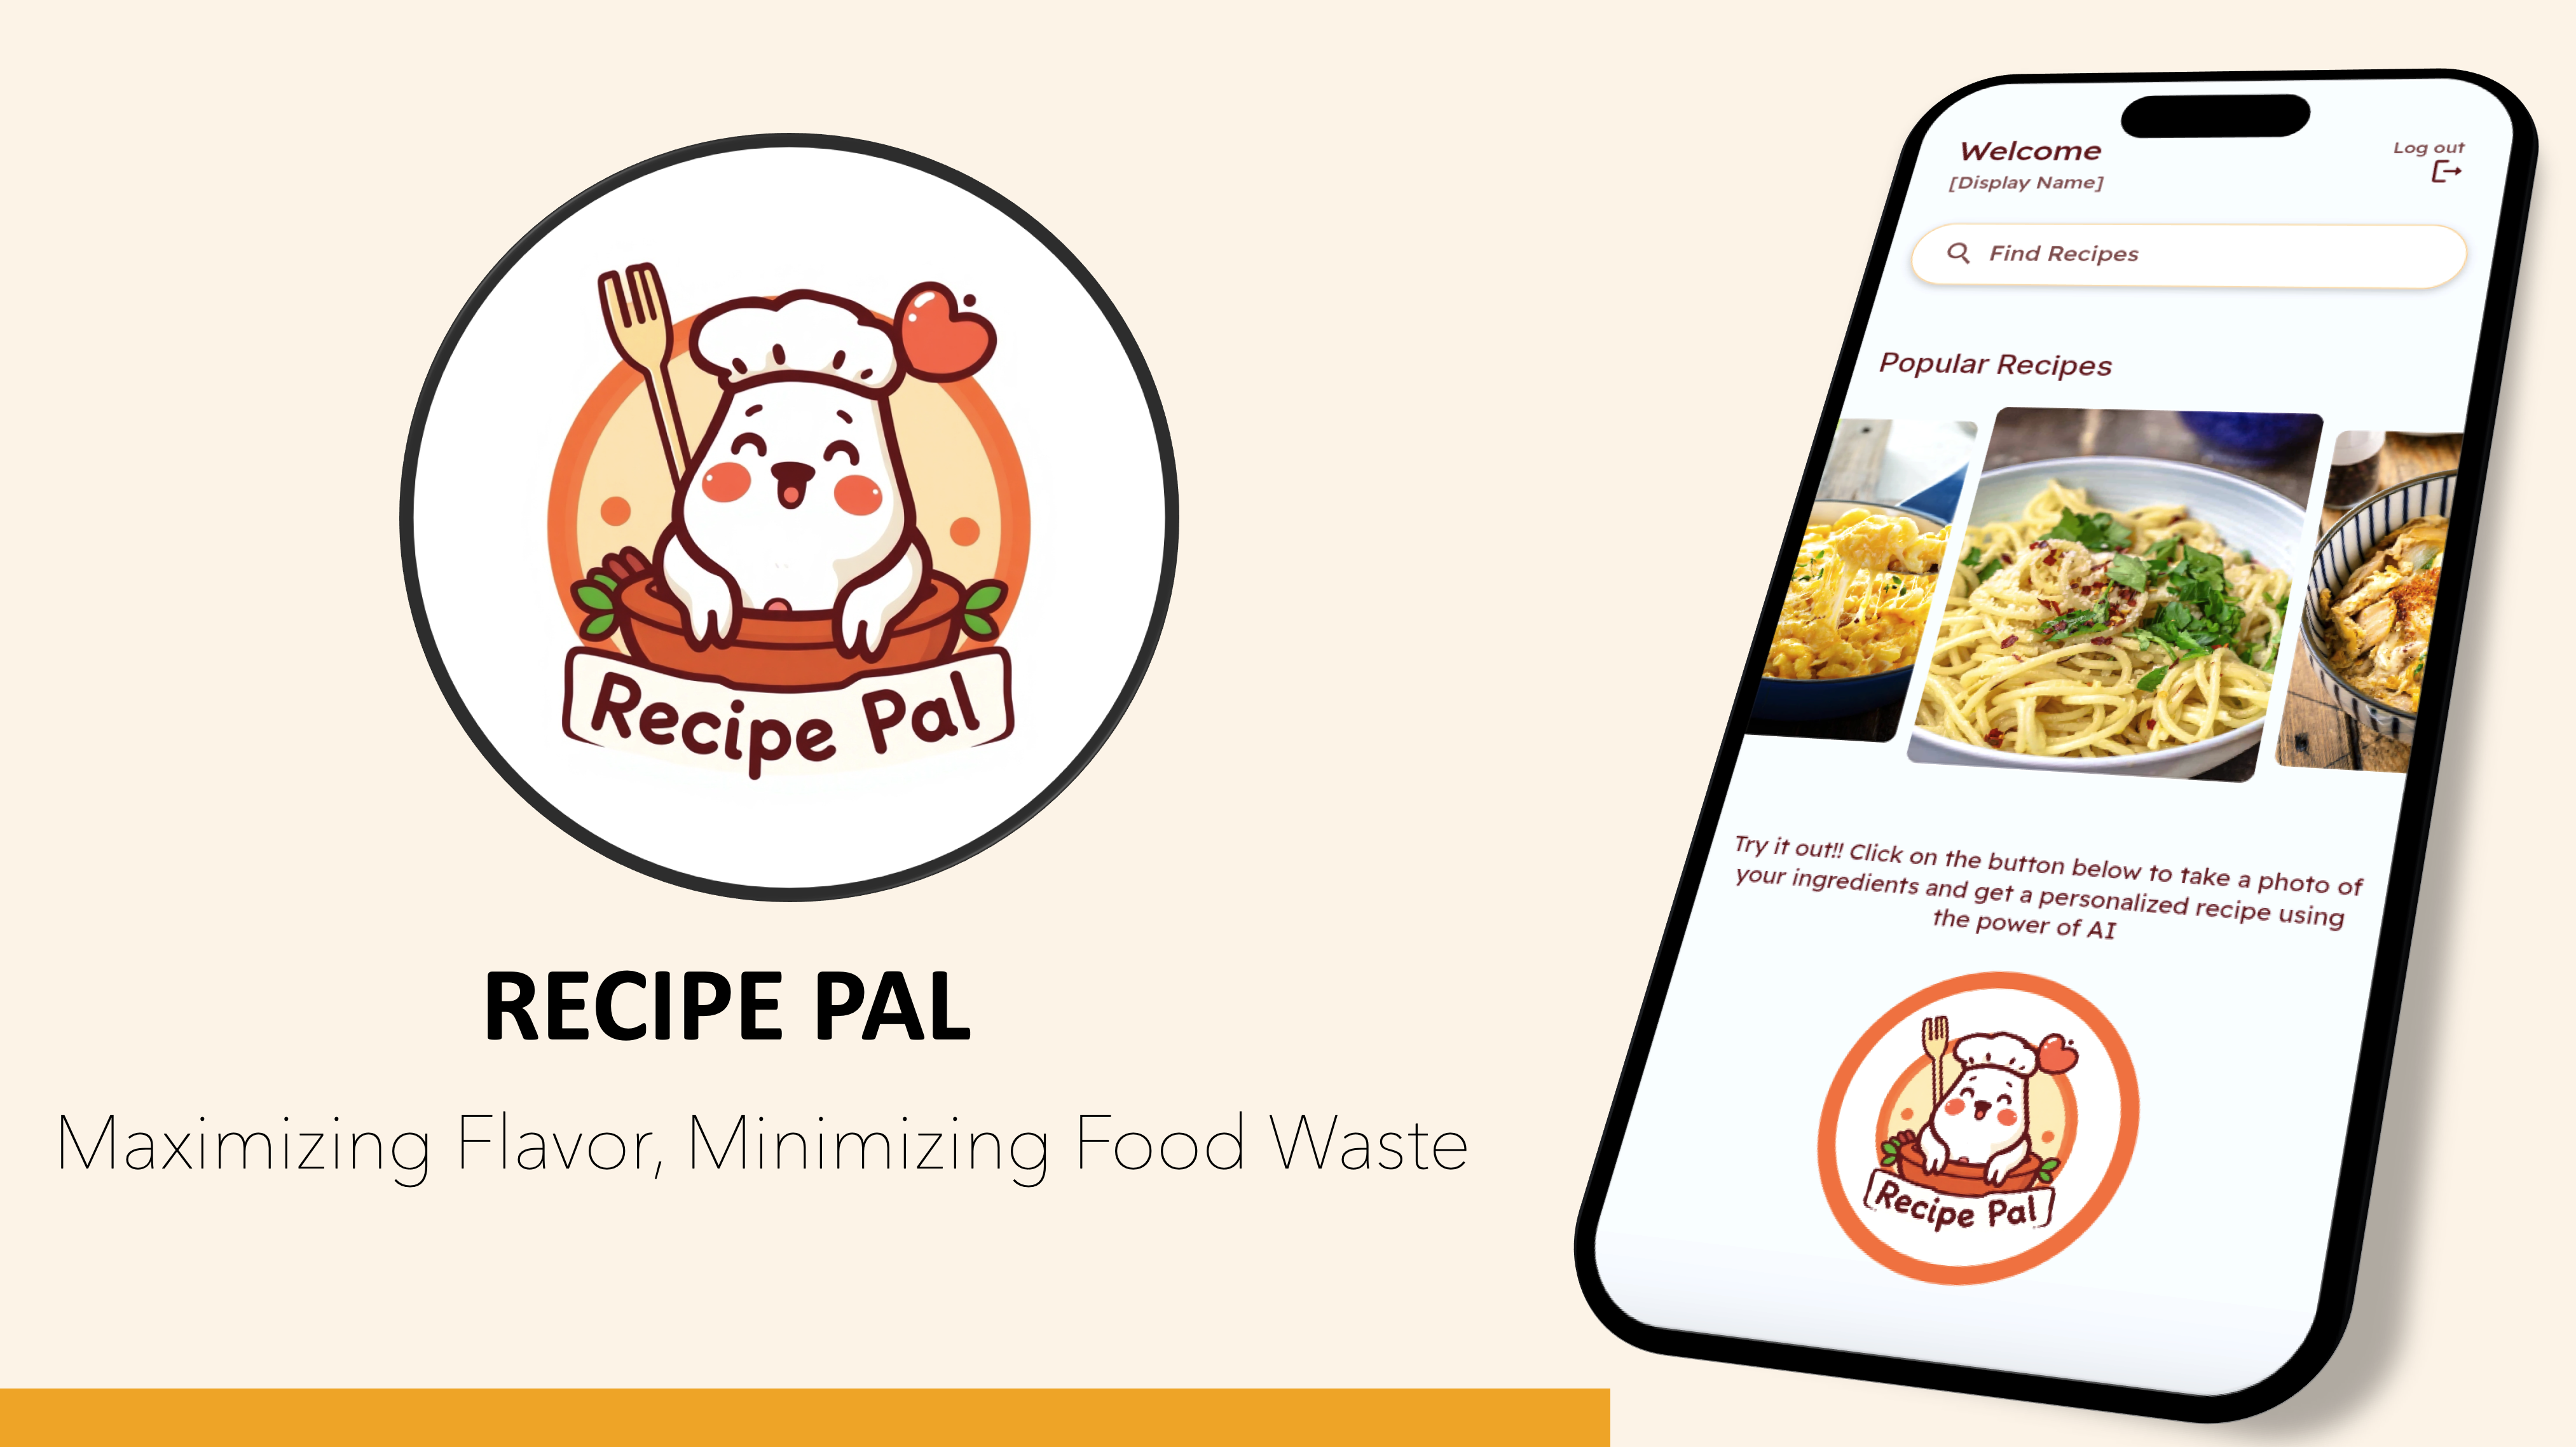 Recipe Pal
RECIPE PAL
Maximizing Flavor, Minimizing Food Waste
Welcome
[Display Name]
Log out
Find Recipes
Popular Recipes
Try it out!! Click on the button below to take a photo of
your ingredients and get a personalized recipe using
the power of AI
Recipe Pal